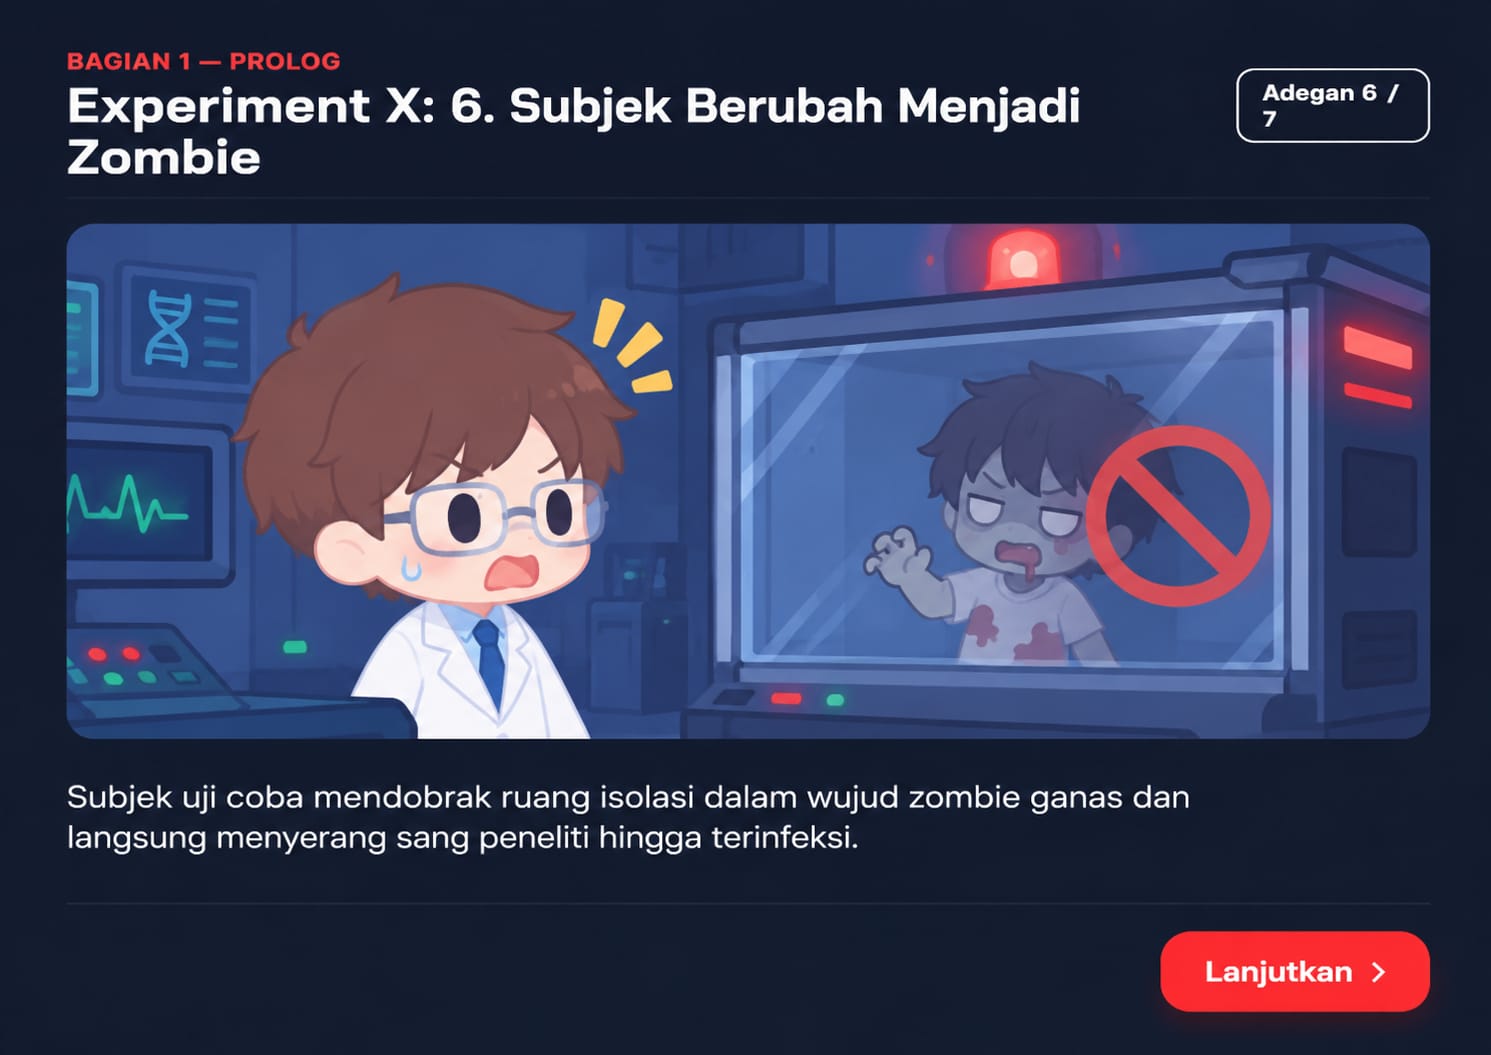 BAGIAN 1 — PROLOG
Experiment X: 6. Subjek Berubah Menjadi
Zombie
Adegan 6 /
7
Subjek uji coba mendobrak ruang isolasi dalam wujud zombie ganas dan
langsung menyerang sang peneliti hingga terinfeksi.
Lanjutkan